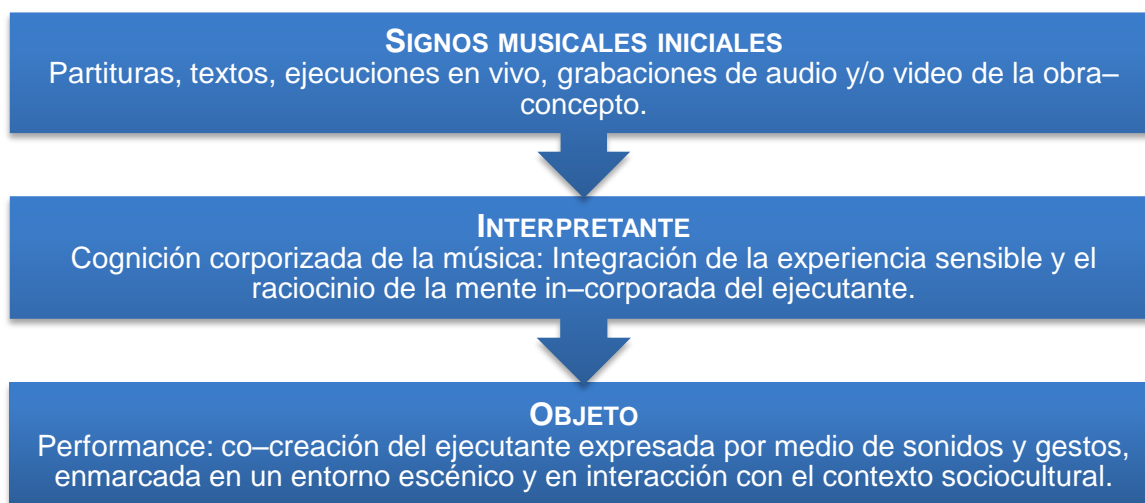 SIGNOS MUSICALES INICIALES
Partituras, textos, ejecuciones en vivo, grabaciones de audio y/o video de la obra–
concepto.
INTERPRETANTE
Cognición corporizada de la música: Integración de la experiencia sensible y el
raciocinio de la mente in–corporada del ejecutante.
OBJETO
Performance: co–creación del ejecutante expresada por medio de sonidos y gestos,
enmarcada en un entorno escénico y en interacción con el contexto sociocultural.